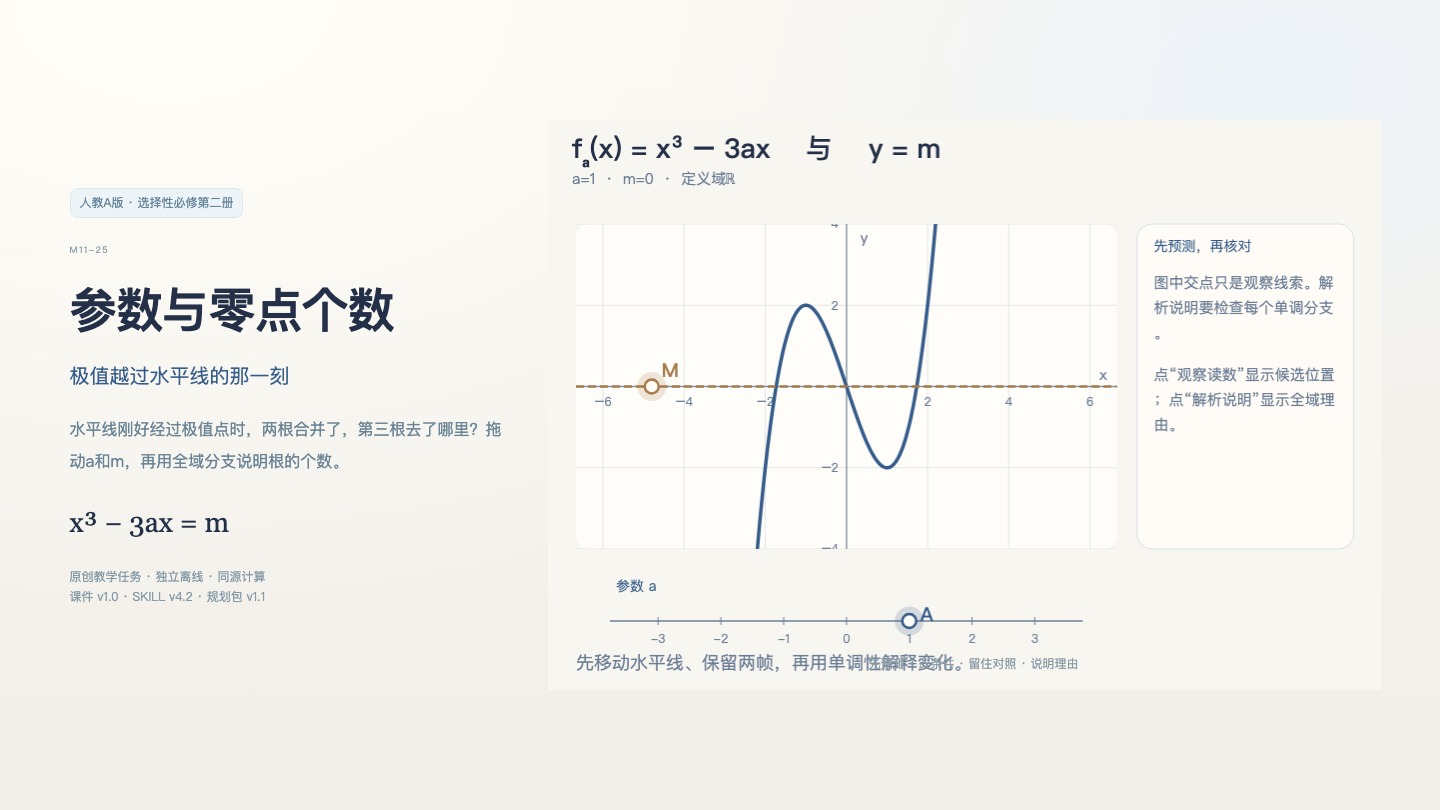 人教A版 · 选择性必修第二册
M11-25
参数与零点个数
极值越过水平线的那一刻
水平线刚好经过极值点时，两根合并了，第三根去了哪里？拖
动a和m，再用全域分支说明根的个数。
x³ − 3ax = m
原创教学任务 · 独立离线 · 同源计算
课件 v1.0 · SKILL v4.2 · 规划包 v1.1
fₐ(x) = x³ − 3ax 与 y = m
a=1 · m=0 · 定义域ℝ
4
y
2
M
x
−6 −4 −2 2 4 6
−2
−4
先预测，再核对
图中交点只是观察线索。解
析说明要检查每个单调分支
。
点“观察读数”显示候选位置
；点“解析说明”显示全域理
由。
参数 a
A
−3 −2 −1 0 1 2 3
先移动水平线、保留两帧，再用单调性解释变化。
· 留住对照 · 说明理由